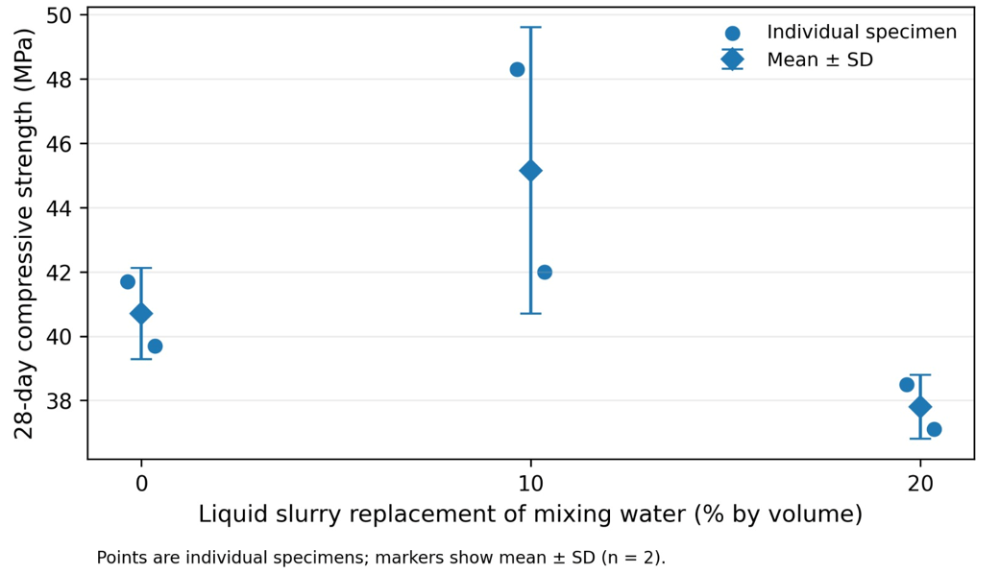 50
48
46
44
42
40
38
28-day compressive strength (MPa)
Individual specimen
Mean ± SD
0 10 20
Liquid slurry replacement of mixing water (% by volume)
Points are individual specimens; markers show mean ± SD (n = 2).